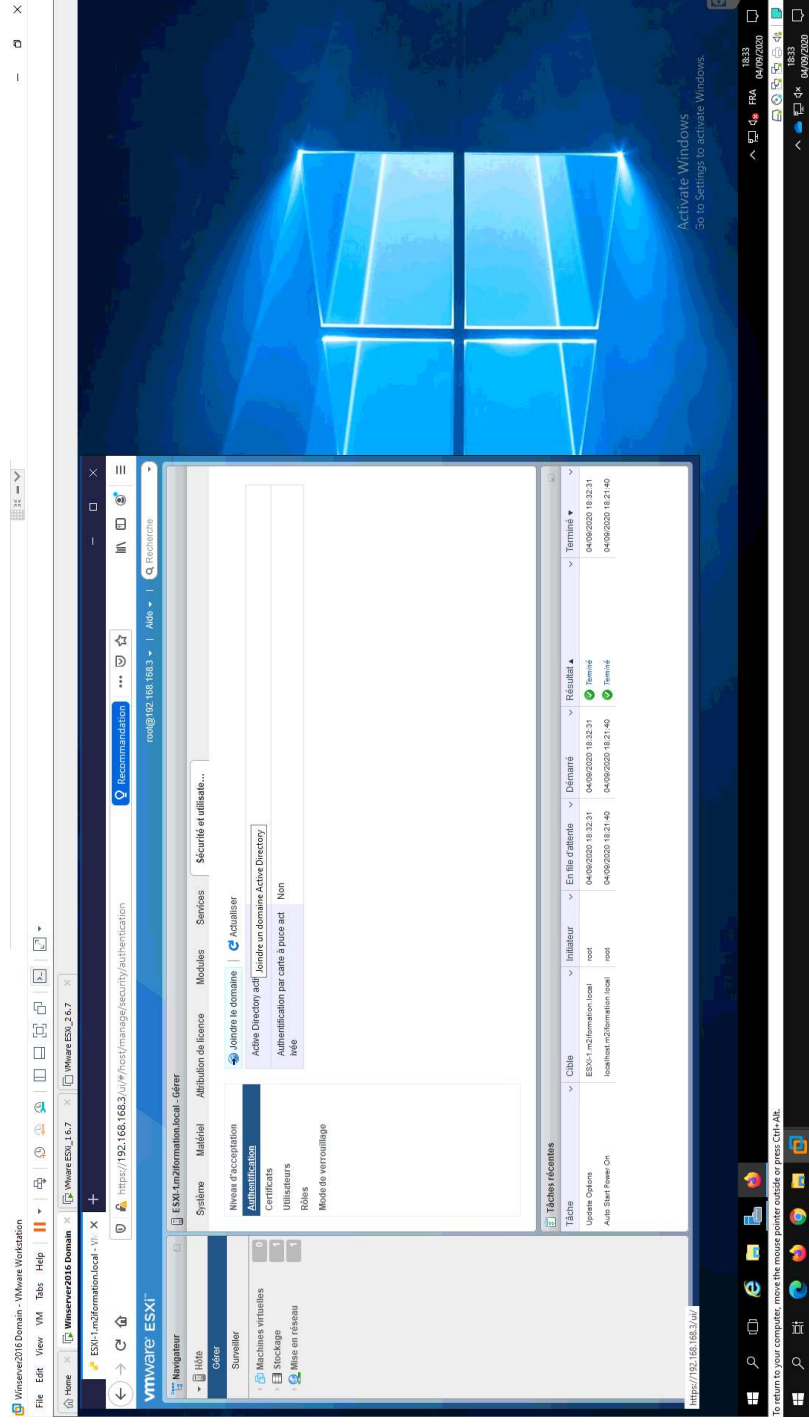 Winserver2016 Domain - VMware Workstation
File Edit View VM Tabs Help
Home
Winserver2016 Domain
VMware ESXi_1 6.7
VMware ESXi_2 6.7
ESXi-1.m2iformation.local - VM
https://192.168.168.3/ui/#/host/manage/security/authentication
Recommandation
vmware ESXi
root@192.168.168.3
Aide
Recherche
Navigateur
Hôte
Gérer
Surveiller
Machines virtuelles 0
Stockage 1
Mise en réseau 1
ESXi-1.m2iformation.local - Gérer
Système Matériel Attribution de licence Modules Services Sécurité et utilisate...
Niveau d'acceptation
Authentification
Certificats
Utilisateurs
Rôles
Mode de verrouillage
Joindre le domaine Actualiser
Active Directory acti
Joindre un domaine Active Directory
Authentification par carte à puce act
ivée
Non
Tâches récentes
Tâche Cible Initiateur En file d'attente Démarré Résultat Terminé
Update Options ESXi-1.m2iformation.local root 04/09/2020 18:32:31 04/09/2020 18:32:31 Terminé 04/09/2020 18:32:31
Auto Start Power On localhost.m2iformation.local root 04/09/2020 18:21:40 04/09/2020 18:21:40 Terminé 04/09/2020 18:21:40
https://192.168.168.3/ui/
Activate Windows
Go to Settings to activate Windows.
FRA
18:33
04/09/2020
To return to your computer, move the mouse pointer outside or press Ctrl+Alt.
18:33
04/09/2020